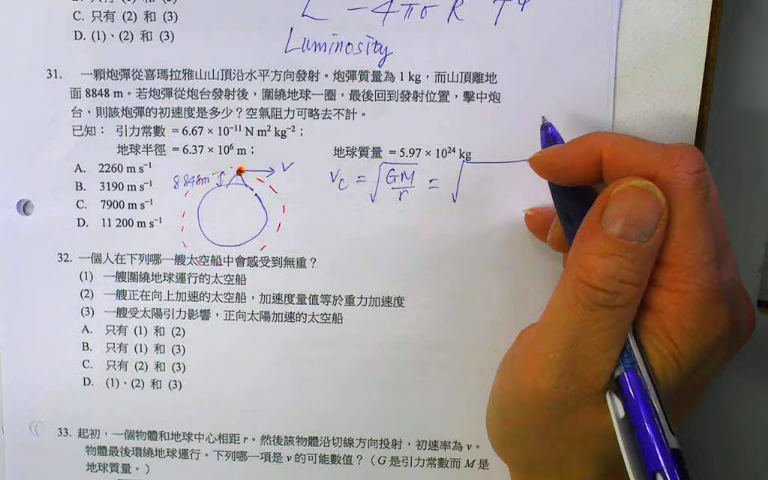 C. 只有 (2) 和 (3)
D. (1)、(2) 和 (3)
L = 4πσ R T⁴
Luminosity
31. 一顆炮彈從喜瑪拉雅山山頂沿水平方向發射。炮彈質量為 1 kg，而山頂離地
面 8848 m。若炮彈從炮台發射後，圍繞地球一圈，最後回到發射位置，擊中炮
台，則該炮彈的初速度是多少？空氣阻力可略去不計。
已知： 引力常數 = 6.67 × 10⁻¹¹ N m² kg⁻²；
地球半徑 = 6.37 × 10⁶ m； 地球質量 = 5.97 × 10²⁴ kg
A. 2260 m s⁻¹
B. 3190 m s⁻¹
C. 7900 m s⁻¹
D. 11 200 m s⁻¹
8848m
V
Vc = √(GM/r) = √
32. 一個人在下列哪一艘太空船中會感受到無重？
(1) 一艘圍繞地球運行的太空船
(2) 一艘正在向上加速的太空船，加速度量值等於重力加速度
(3) 一艘受太陽引力影響，正向太陽加速的太空船
A. 只有 (1) 和 (2)
B. 只有 (1) 和 (3)
C. 只有 (2) 和 (3)
D. (1)、(2) 和 (3)
33. 起初，一個物體和地球中心相距 r。然後該物體沿切線方向投射，初速率為 v。
物體最後環繞地球運行。下列哪一項是 v 的可能數值？（G 是引力常數而 M 是
地球質量。）